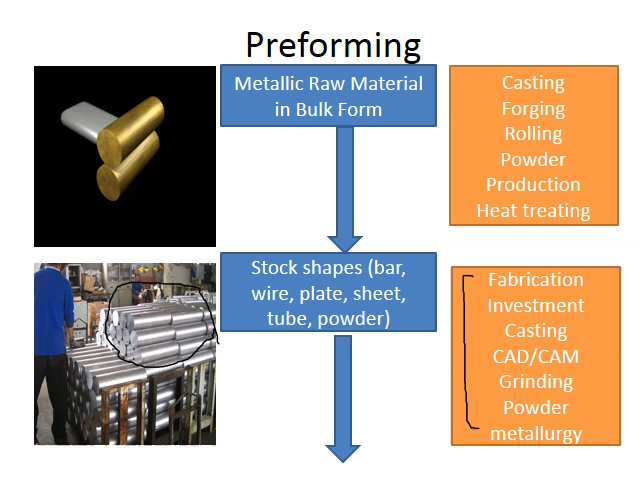 Preforming
Metallic Raw Material
in Bulk Form
Casting
Forging
Rolling
Powder
Production
Heat treating
Stock shapes (bar,
wire, plate, sheet,
tube, powder)
Fabrication
Investment
Casting
CAD/CAM
Grinding
Powder
metallurgy